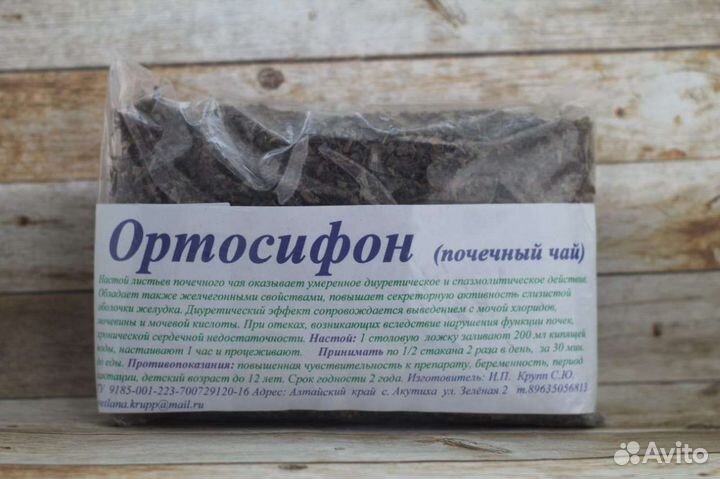 Ортосифон (почечный чай)
Настой листьев почечного чая оказывает умеренное диуретическое и спазмолитическое действие.
Обладает также желчегонными свойствами, повышает секреторную активность слизистой
оболочки желудка. Диуретический эффект сопровождается выведением с мочой хлоридов,
мочевины и мочевой кислоты. При отеках, возникающих вследствие нарушения функции почек,
хронической сердечной недостаточности. Настой: 1 столовую ложку заливают 200 мл кипящей
воды, настаивают 1 час и процеживают. Принимать по 1/2 стакана 2 раза в день, за 30 мин.
до еды. Противопоказания: повышенная чувствительность к препарату, беременность, период
лактации, детский возраст до 12 лет. Срок годности 2 года. Изготовитель: И.П. Крупп С.Ю.
ТУ 9185-001-223-700729120-16 Адрес: Алтайский край с. Акутиха ул. Зелёная 2 т.89635056813
svetlana.krupp@mail.ru
Avito